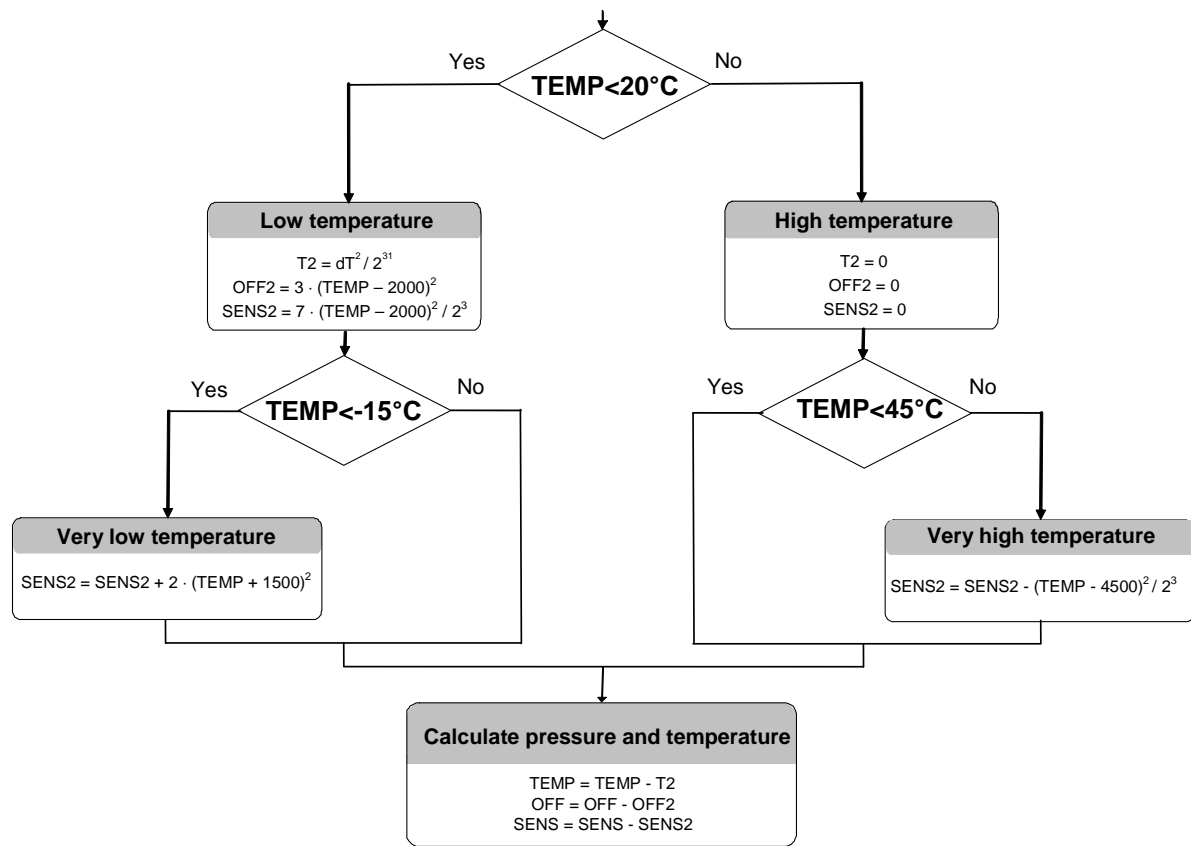 TEMP<20°C
Yes
No
Low temperature
T2 = dT² / 2³¹
OFF2 = 3 ⋅ (TEMP – 2000)²
SENS2 = 7 ⋅ (TEMP – 2000)² / 2³
High temperature
T2 = 0
OFF2 = 0
SENS2 = 0
Yes
No
TEMP<-15°C
Yes
No
TEMP<45°C
Very low temperature
SENS2 = SENS2 + 2 ⋅ (TEMP + 1500)²
Very high temperature
SENS2 = SENS2 - (TEMP - 4500)² / 2³
Calculate pressure and temperature
TEMP = TEMP - T2
OFF = OFF - OFF2
SENS = SENS - SENS2